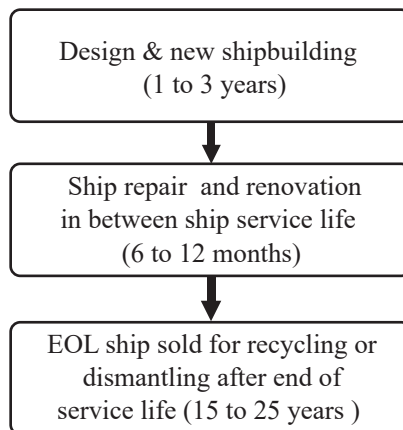 Design & new shipbuilding
(1 to 3 years)
Ship repair and renovation
in between ship service life
(6 to 12 months)
EOL ship sold for recycling or
dismantling after end of
service life (15 to 25 years )